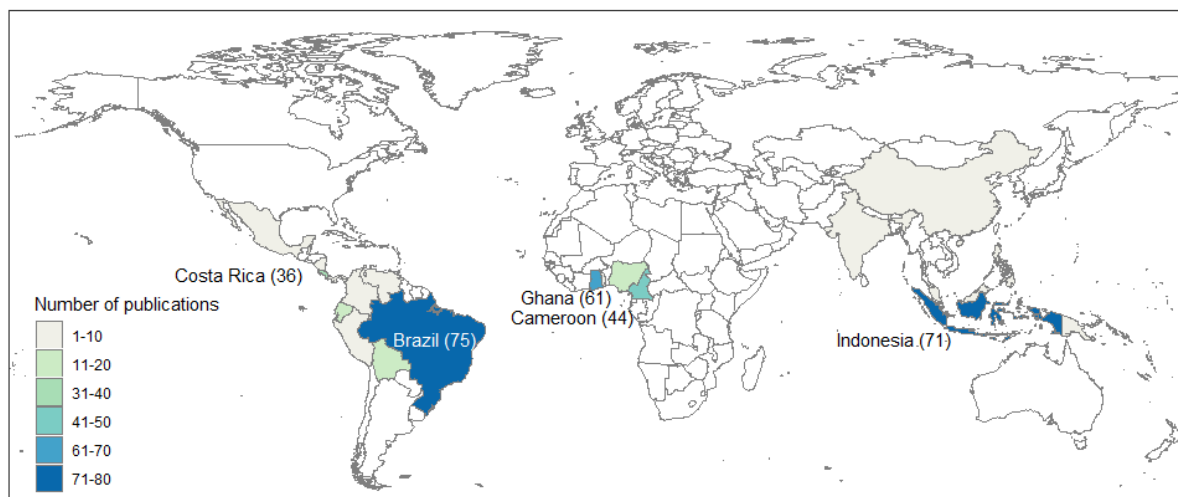 Costa Rica (36)
Ghana (61)
Cameroon (44)
Brazil (75)
Indonesia (71)
Number of publications
1-10
11-20
31-40
41-50
61-70
71-80